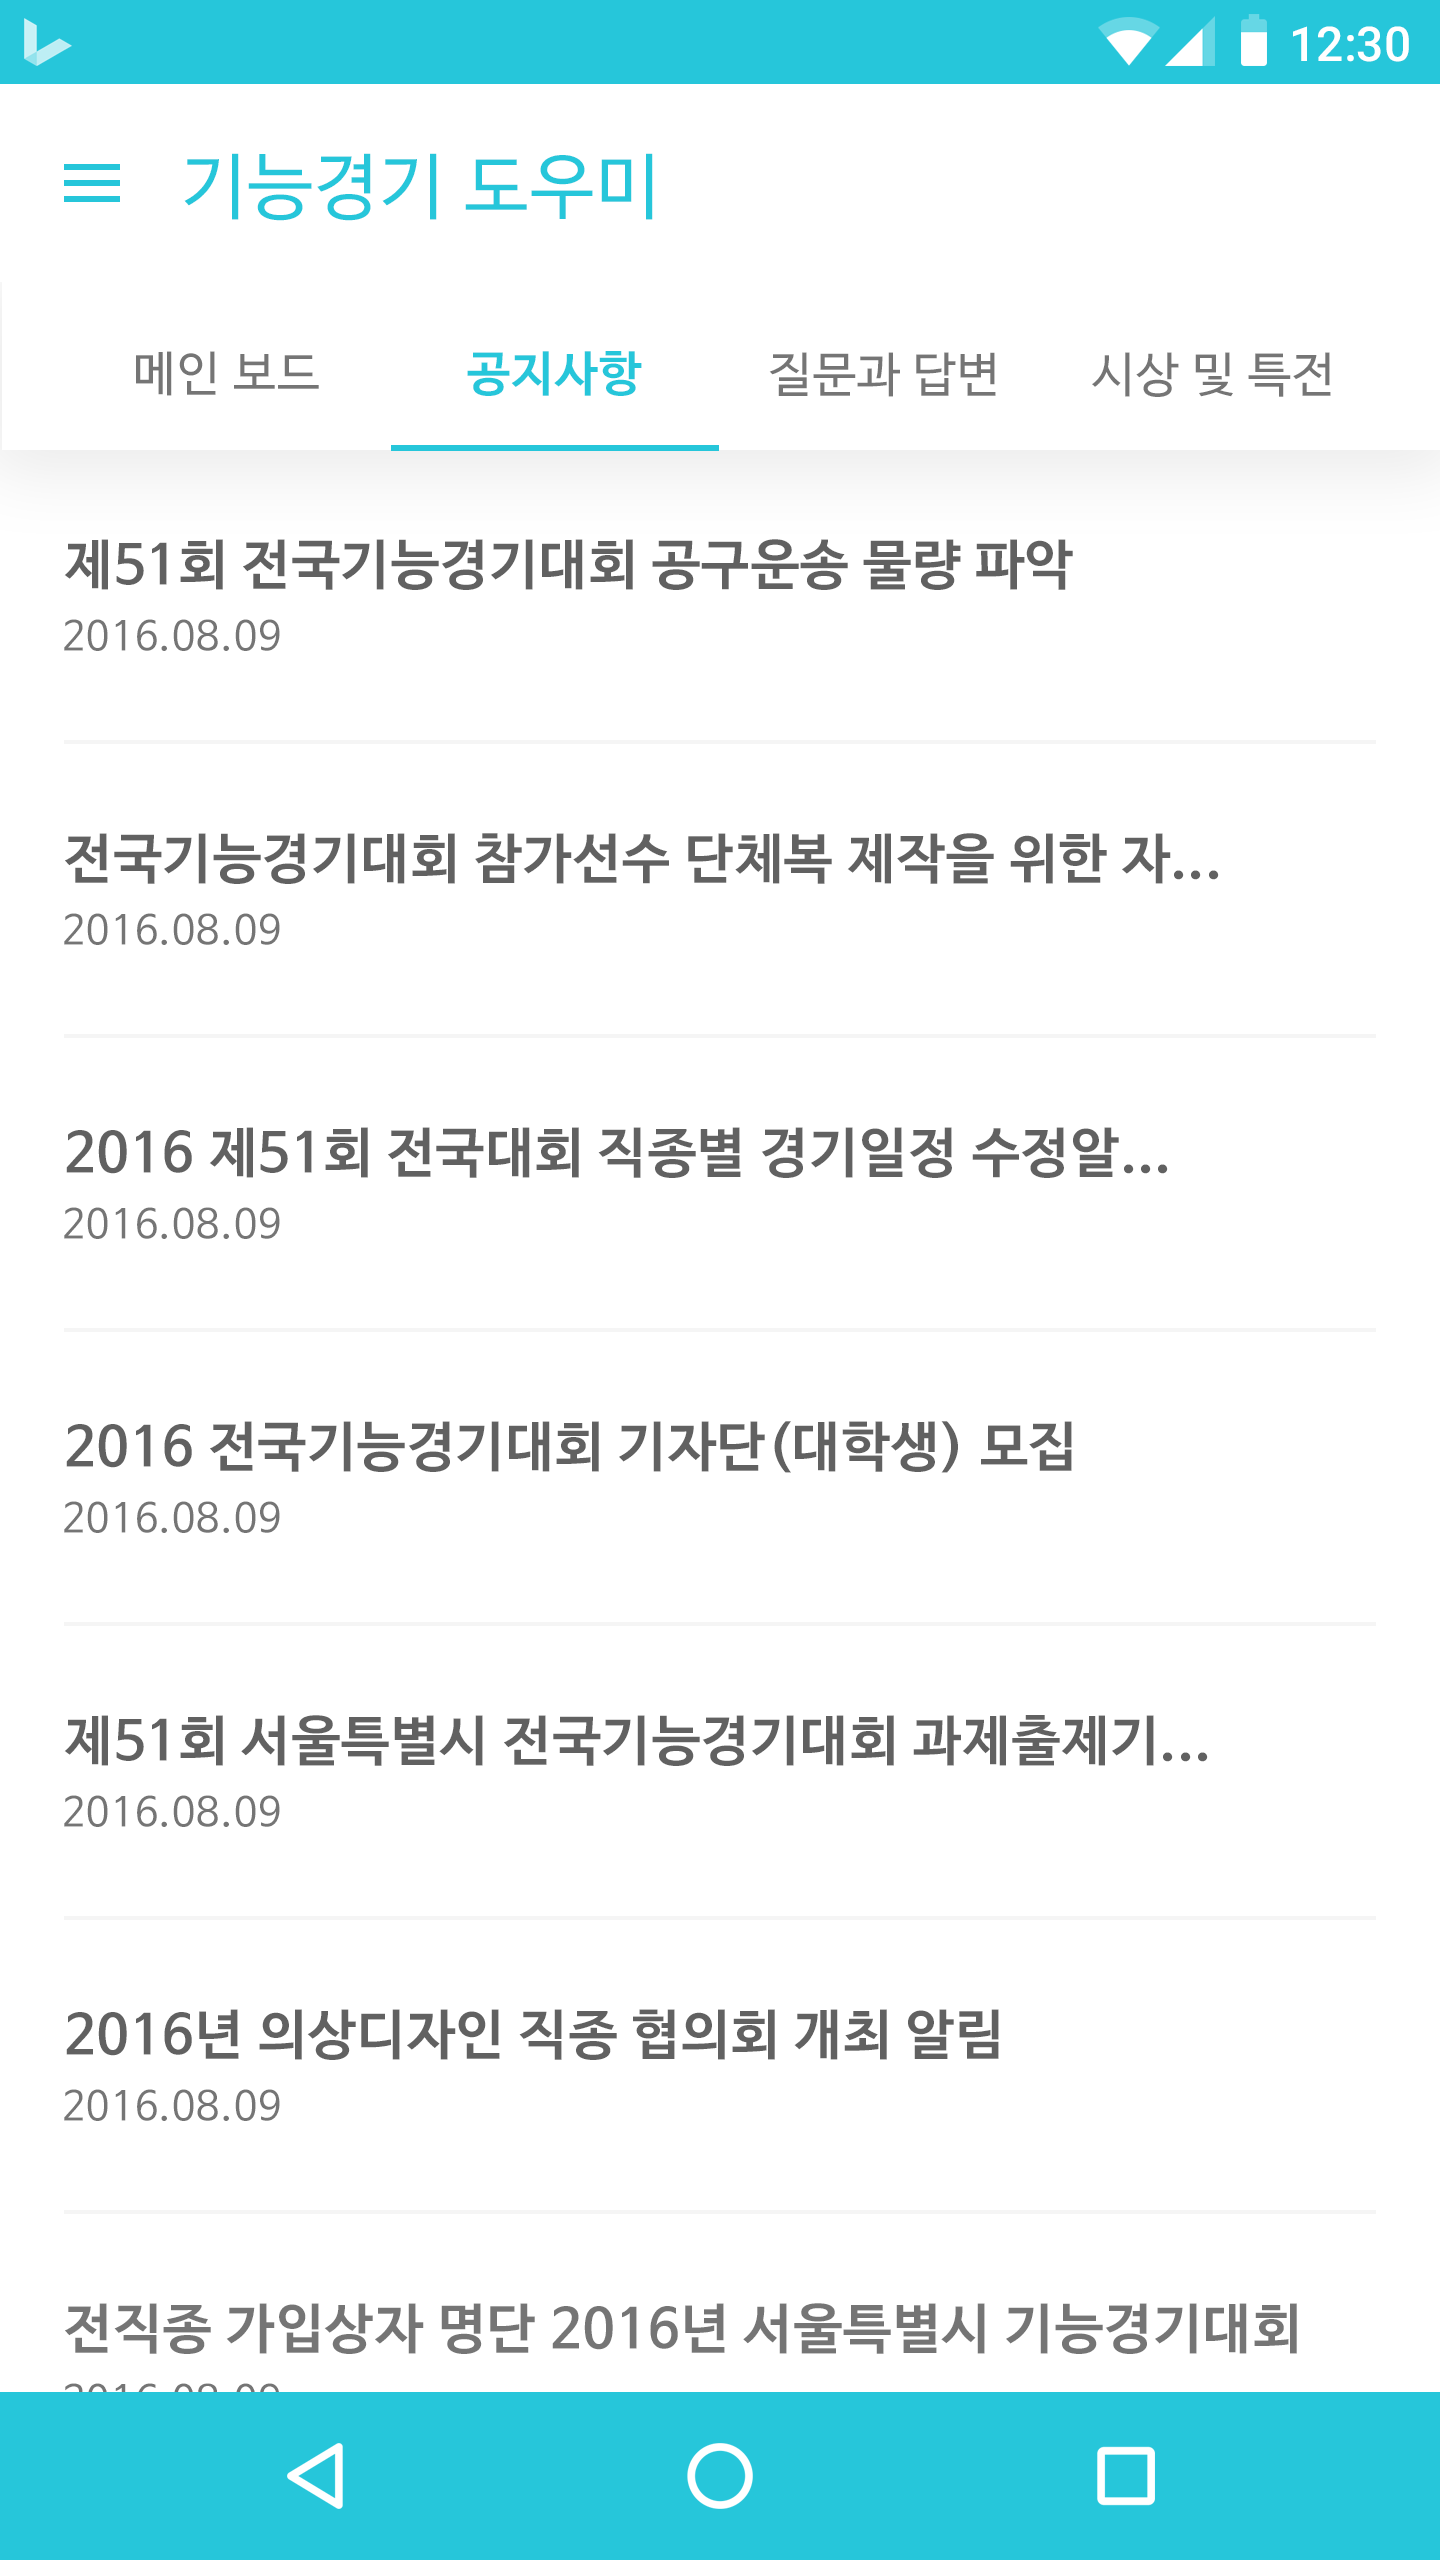 12:30
기능경기 도우미
메인 보드 공지사항 질문과 답변 시상 및 특전
제51회 전국기능경기대회 공구운송 물량 파악
2016.08.09
전국기능경기대회 참가선수 단체복 제작을 위한 자...
2016.08.09
2016 제51회 전국대회 직종별 경기일정 수정알...
2016.08.09
2016 전국기능경기대회 기자단(대학생) 모집
2016.08.09
제51회 서울특별시 전국기능경기대회 과제출제기...
2016.08.09
2016년 의상디자인 직종 협의회 개최 알림
2016.08.09
전직종 가입상자 명단 2016년 서울특별시 기능경기대회
2016.08.09